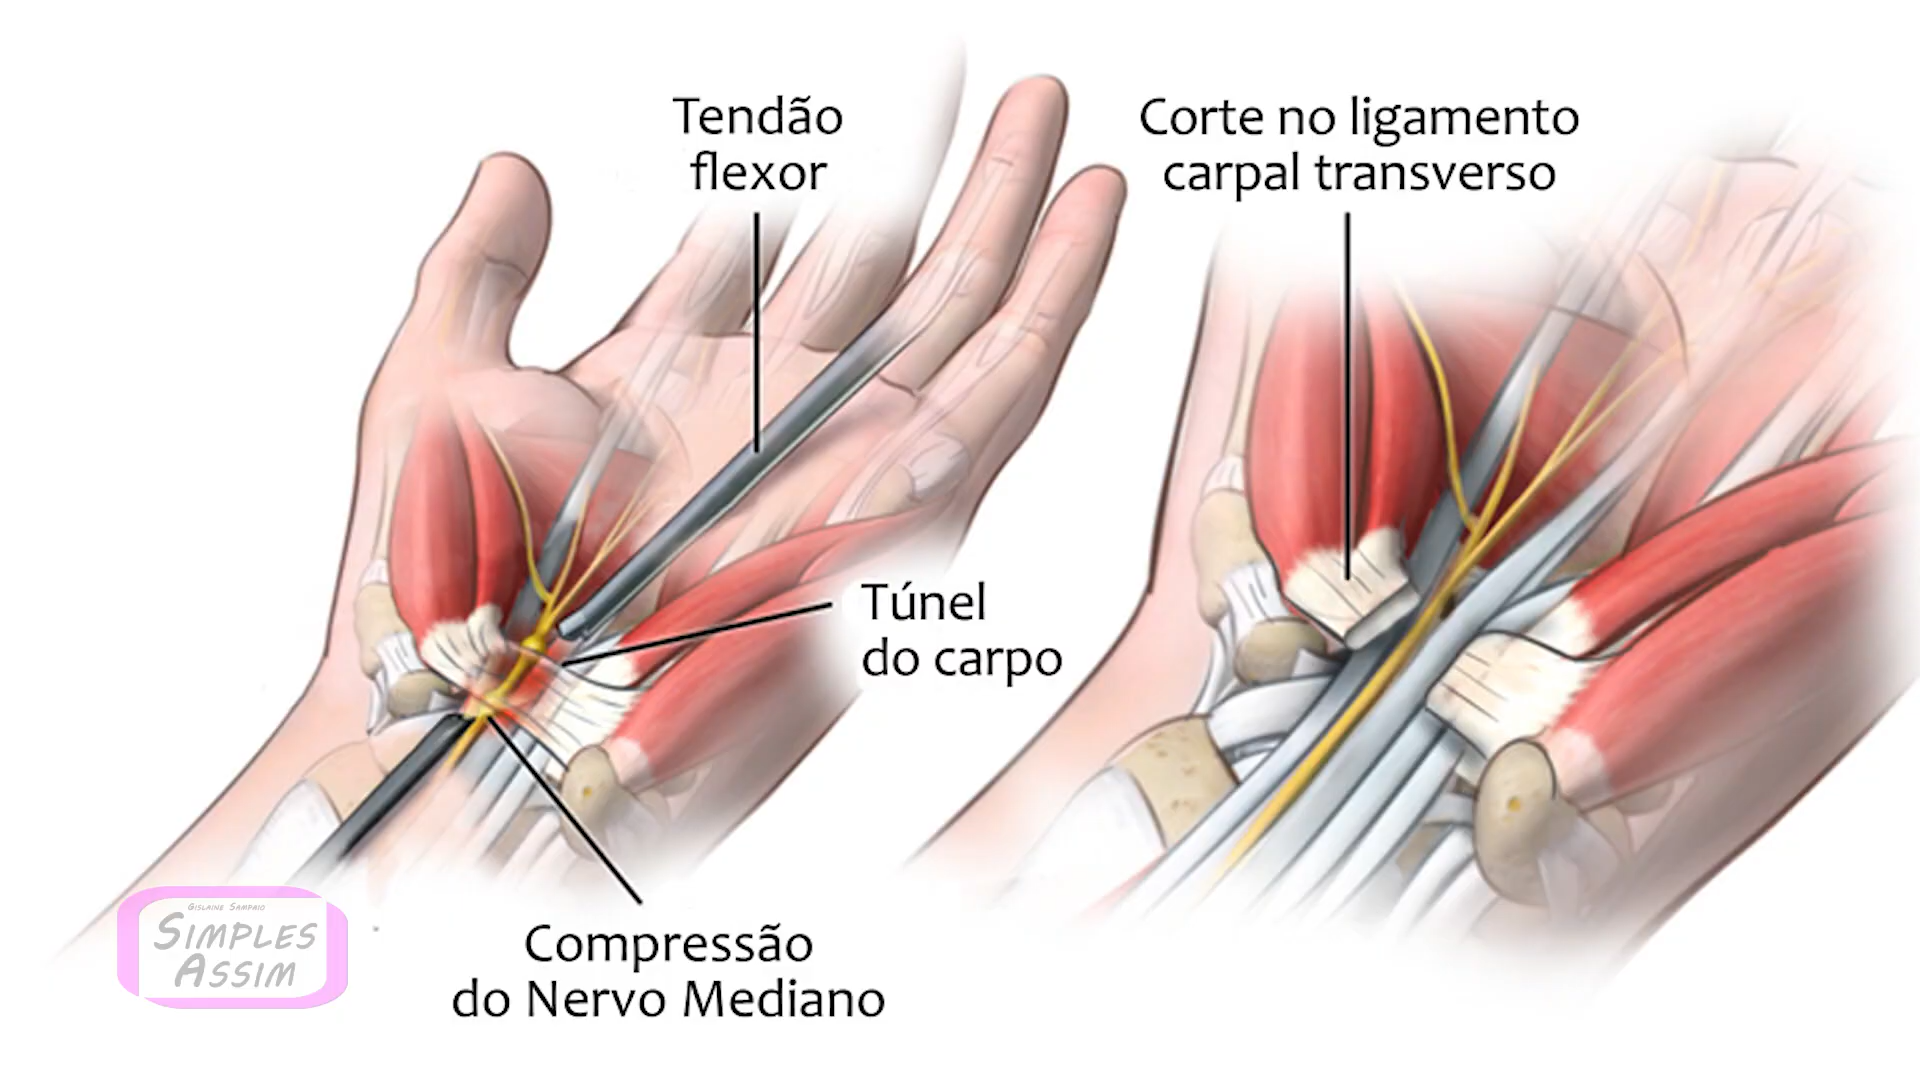 Tendão
flexor
Corte no ligamento
carpal transverso
Túnel
do carpo
Compressão
do Nervo Mediano
Gislaine Sampaio
Simples
Assim